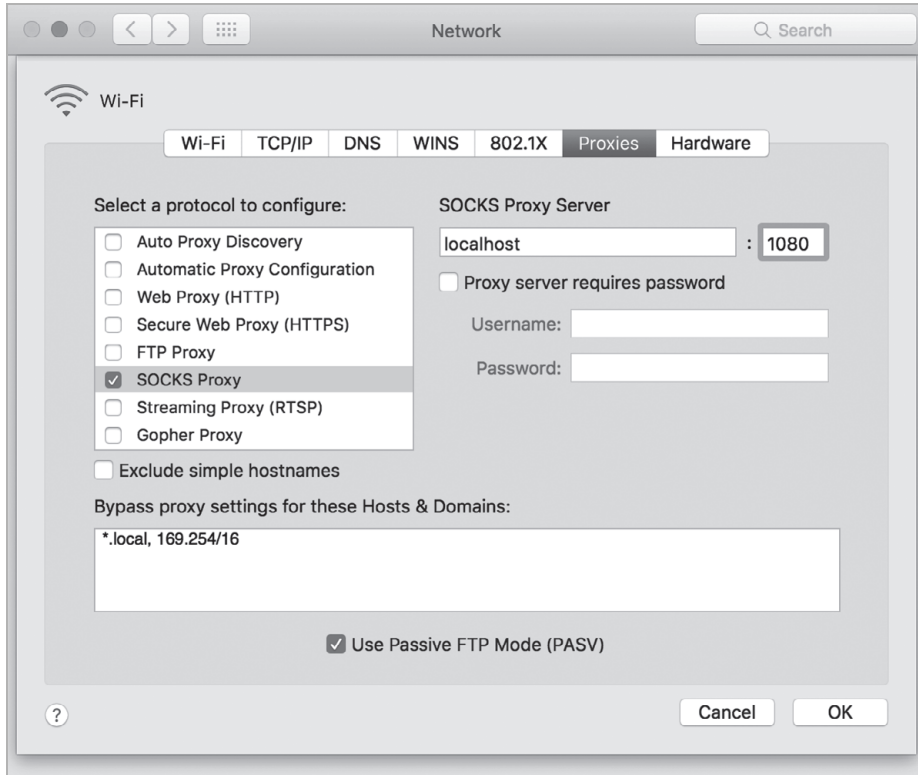 Network
Search
Wi-Fi
Wi-Fi TCP/IP DNS WINS 802.1X Proxies Hardware
Select a protocol to configure:
Auto Proxy Discovery
Automatic Proxy Configuration
Web Proxy (HTTP)
Secure Web Proxy (HTTPS)
FTP Proxy
SOCKS Proxy
Streaming Proxy (RTSP)
Gopher Proxy
Exclude simple hostnames
SOCKS Proxy Server
localhost : 1080
Proxy server requires password
Username:
Password:
Bypass proxy settings for these Hosts & Domains:
*.local, 169.254/16
Use Passive FTP Mode (PASV)
?
Cancel
OK